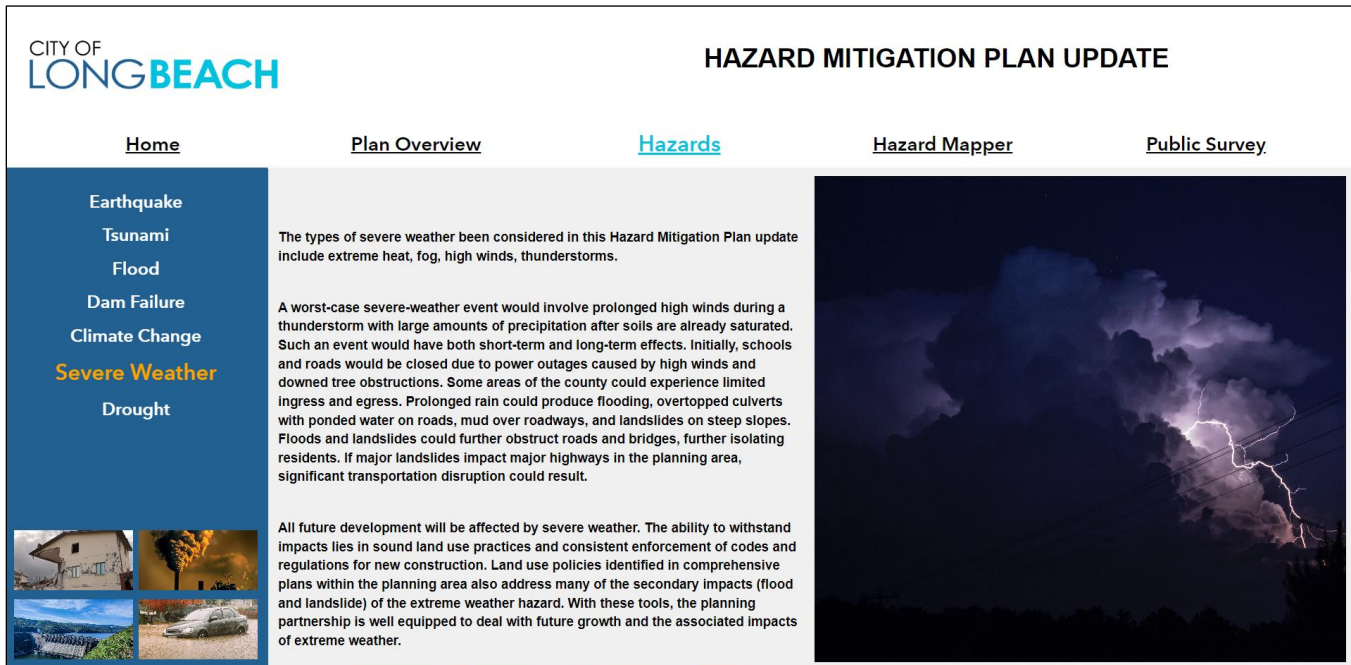 CITY OF
LONGBEACH
HAZARD MITIGATION PLAN UPDATE
Home
Plan Overview
Hazards
Hazard Mapper
Public Survey
Earthquake
Tsunami
Flood
Dam Failure
Climate Change
Severe Weather
Drought
The types of severe weather been considered in this Hazard Mitigation Plan update
include extreme heat, fog, high winds, thunderstorms.
A worst-case severe-weather event would involve prolonged high winds during a
thunderstorm with large amounts of precipitation after soils are already saturated.
Such an event would have both short-term and long-term effects. Initially, schools
and roads would be closed due to power outages caused by high winds and
downed tree obstructions. Some areas of the county could experience limited
ingress and egress. Prolonged rain could produce flooding, overtopped culverts
with ponded water on roads, mud over roadways, and landslides on steep slopes.
Floods and landslides could further obstruct roads and bridges, further isolating
residents. If major landslides impact major highways in the planning area,
significant transportation disruption could result.
All future development will be affected by severe weather. The ability to withstand
impacts lies in sound land use practices and consistent enforcement of codes and
regulations for new construction. Land use policies identified in comprehensive
plans within the planning area also address many of the secondary impacts (flood
and landslide) of the extreme weather hazard. With these tools, the planning
partnership is well equipped to deal with future growth and the associated impacts
of extreme weather.